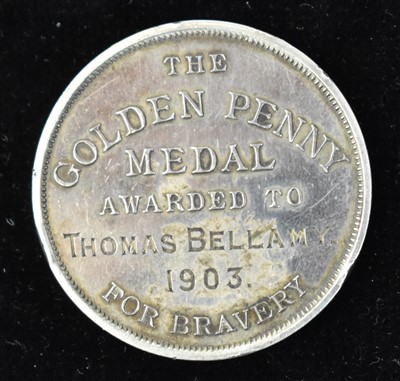 THE
GOLDEN PENNY
MEDAL
AWARDED TO
THOMAS BELLAMY.
1903.
FOR BRAVERY